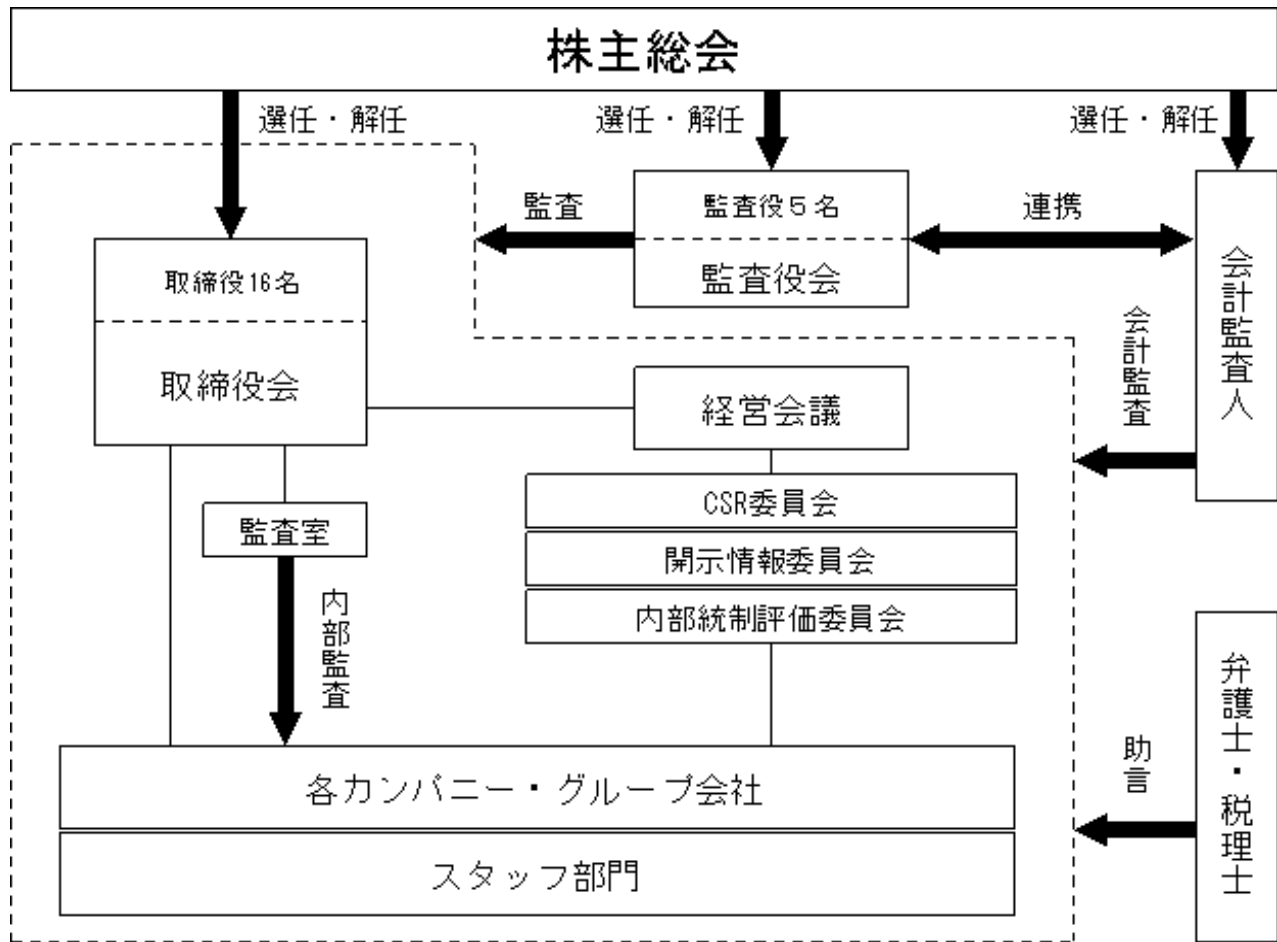 株主総会
選任・解任
選任・解任
選任・解任
監査
監査役５名
連携
監査役会
会計監査人
取締役16名
取締役会
会計監査
経営会議
監査室
CSR委員会
開示情報委員会
内部統制評価委員会
内部監査
弁護士・税理士
助言
各カンパニー・グループ会社
スタッフ部門